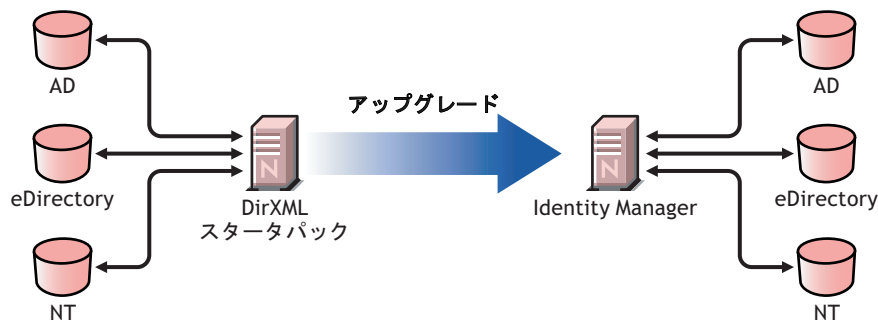 AD
AD
アップグレード
N
N
eDirectory
DirXML
スタータパック
Identity Manager
eDirectory
NT
NT